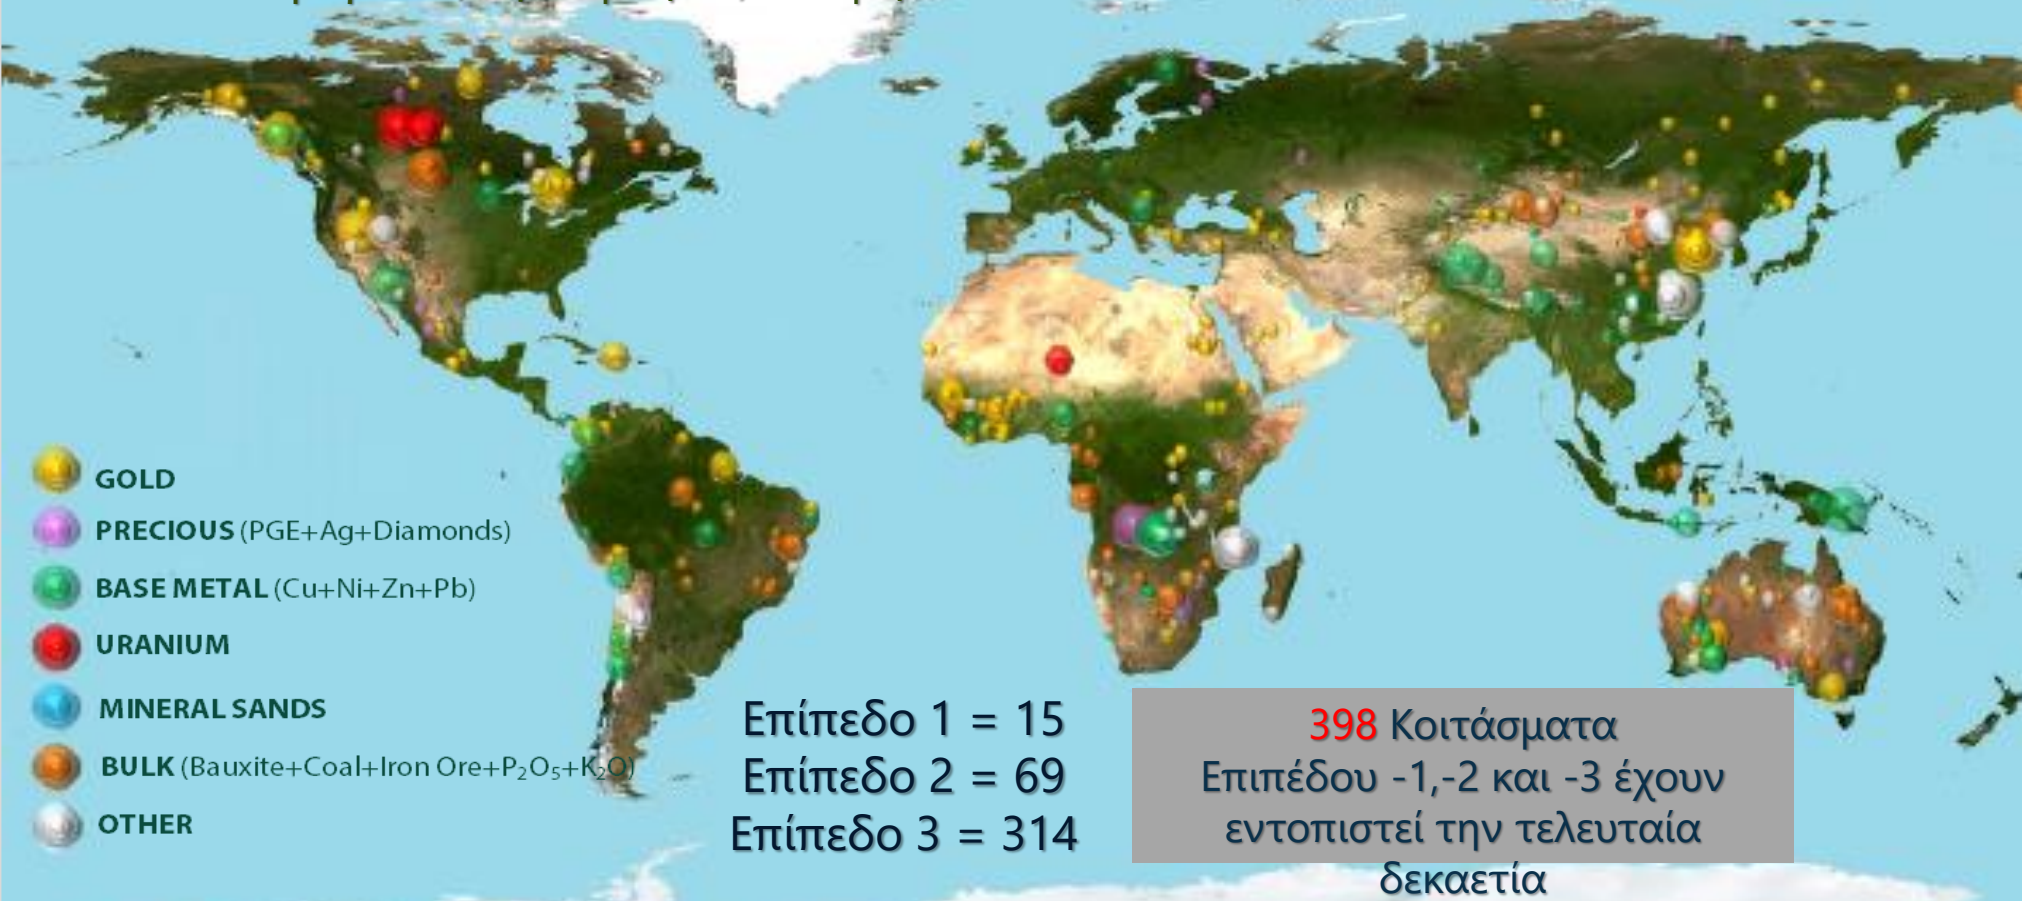 GOLD
PRECIOUS (PGE+Ag+Diamonds)
BASE METAL (Cu+Ni+Zn+Pb)
URANIUM
MINERAL SANDS
BULK (Bauxite+Coal+Iron Ore+P₂O₅+K₂O)
OTHER
Επίπεδο 1 = 15
Επίπεδο 2 = 69
Επίπεδο 3 = 314
398 Κοιτάσματα
Επιπέδου -1,-2 και -3 έχουν
εντοπιστεί την τελευταία
δεκαετία